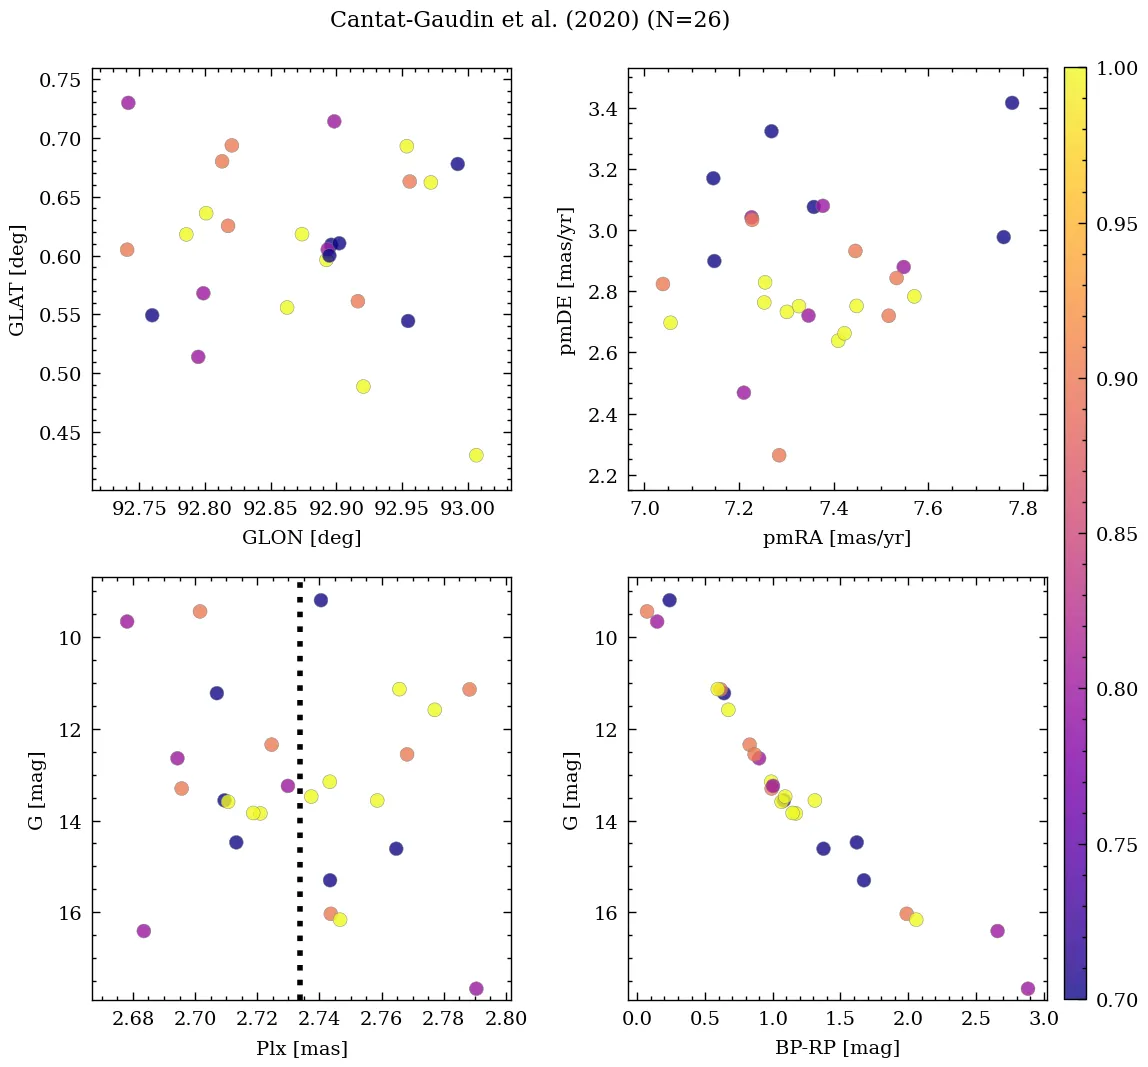 Cantat-Gaudin et al. (2020) (N=26)
0.75
0.70
0.65
0.60
0.55
0.50
0.45
GLAT [deg]
92.75 92.80 92.85 92.90 92.95 93.00
GLON [deg]
3.4
3.2
3.0
2.8
2.6
2.4
2.2
pmDE [mas/yr]
7.0 7.2 7.4 7.6 7.8
pmRA [mas/yr]
10
12
14
16
G [mag]
2.68 2.70 2.72 2.74 2.76 2.78 2.80
Plx [mas]
10
12
14
16
G [mag]
0.0 0.5 1.0 1.5 2.0 2.5 3.0
BP-RP [mag]
1.00
0.95
0.90
0.85
0.80
0.75
0.70